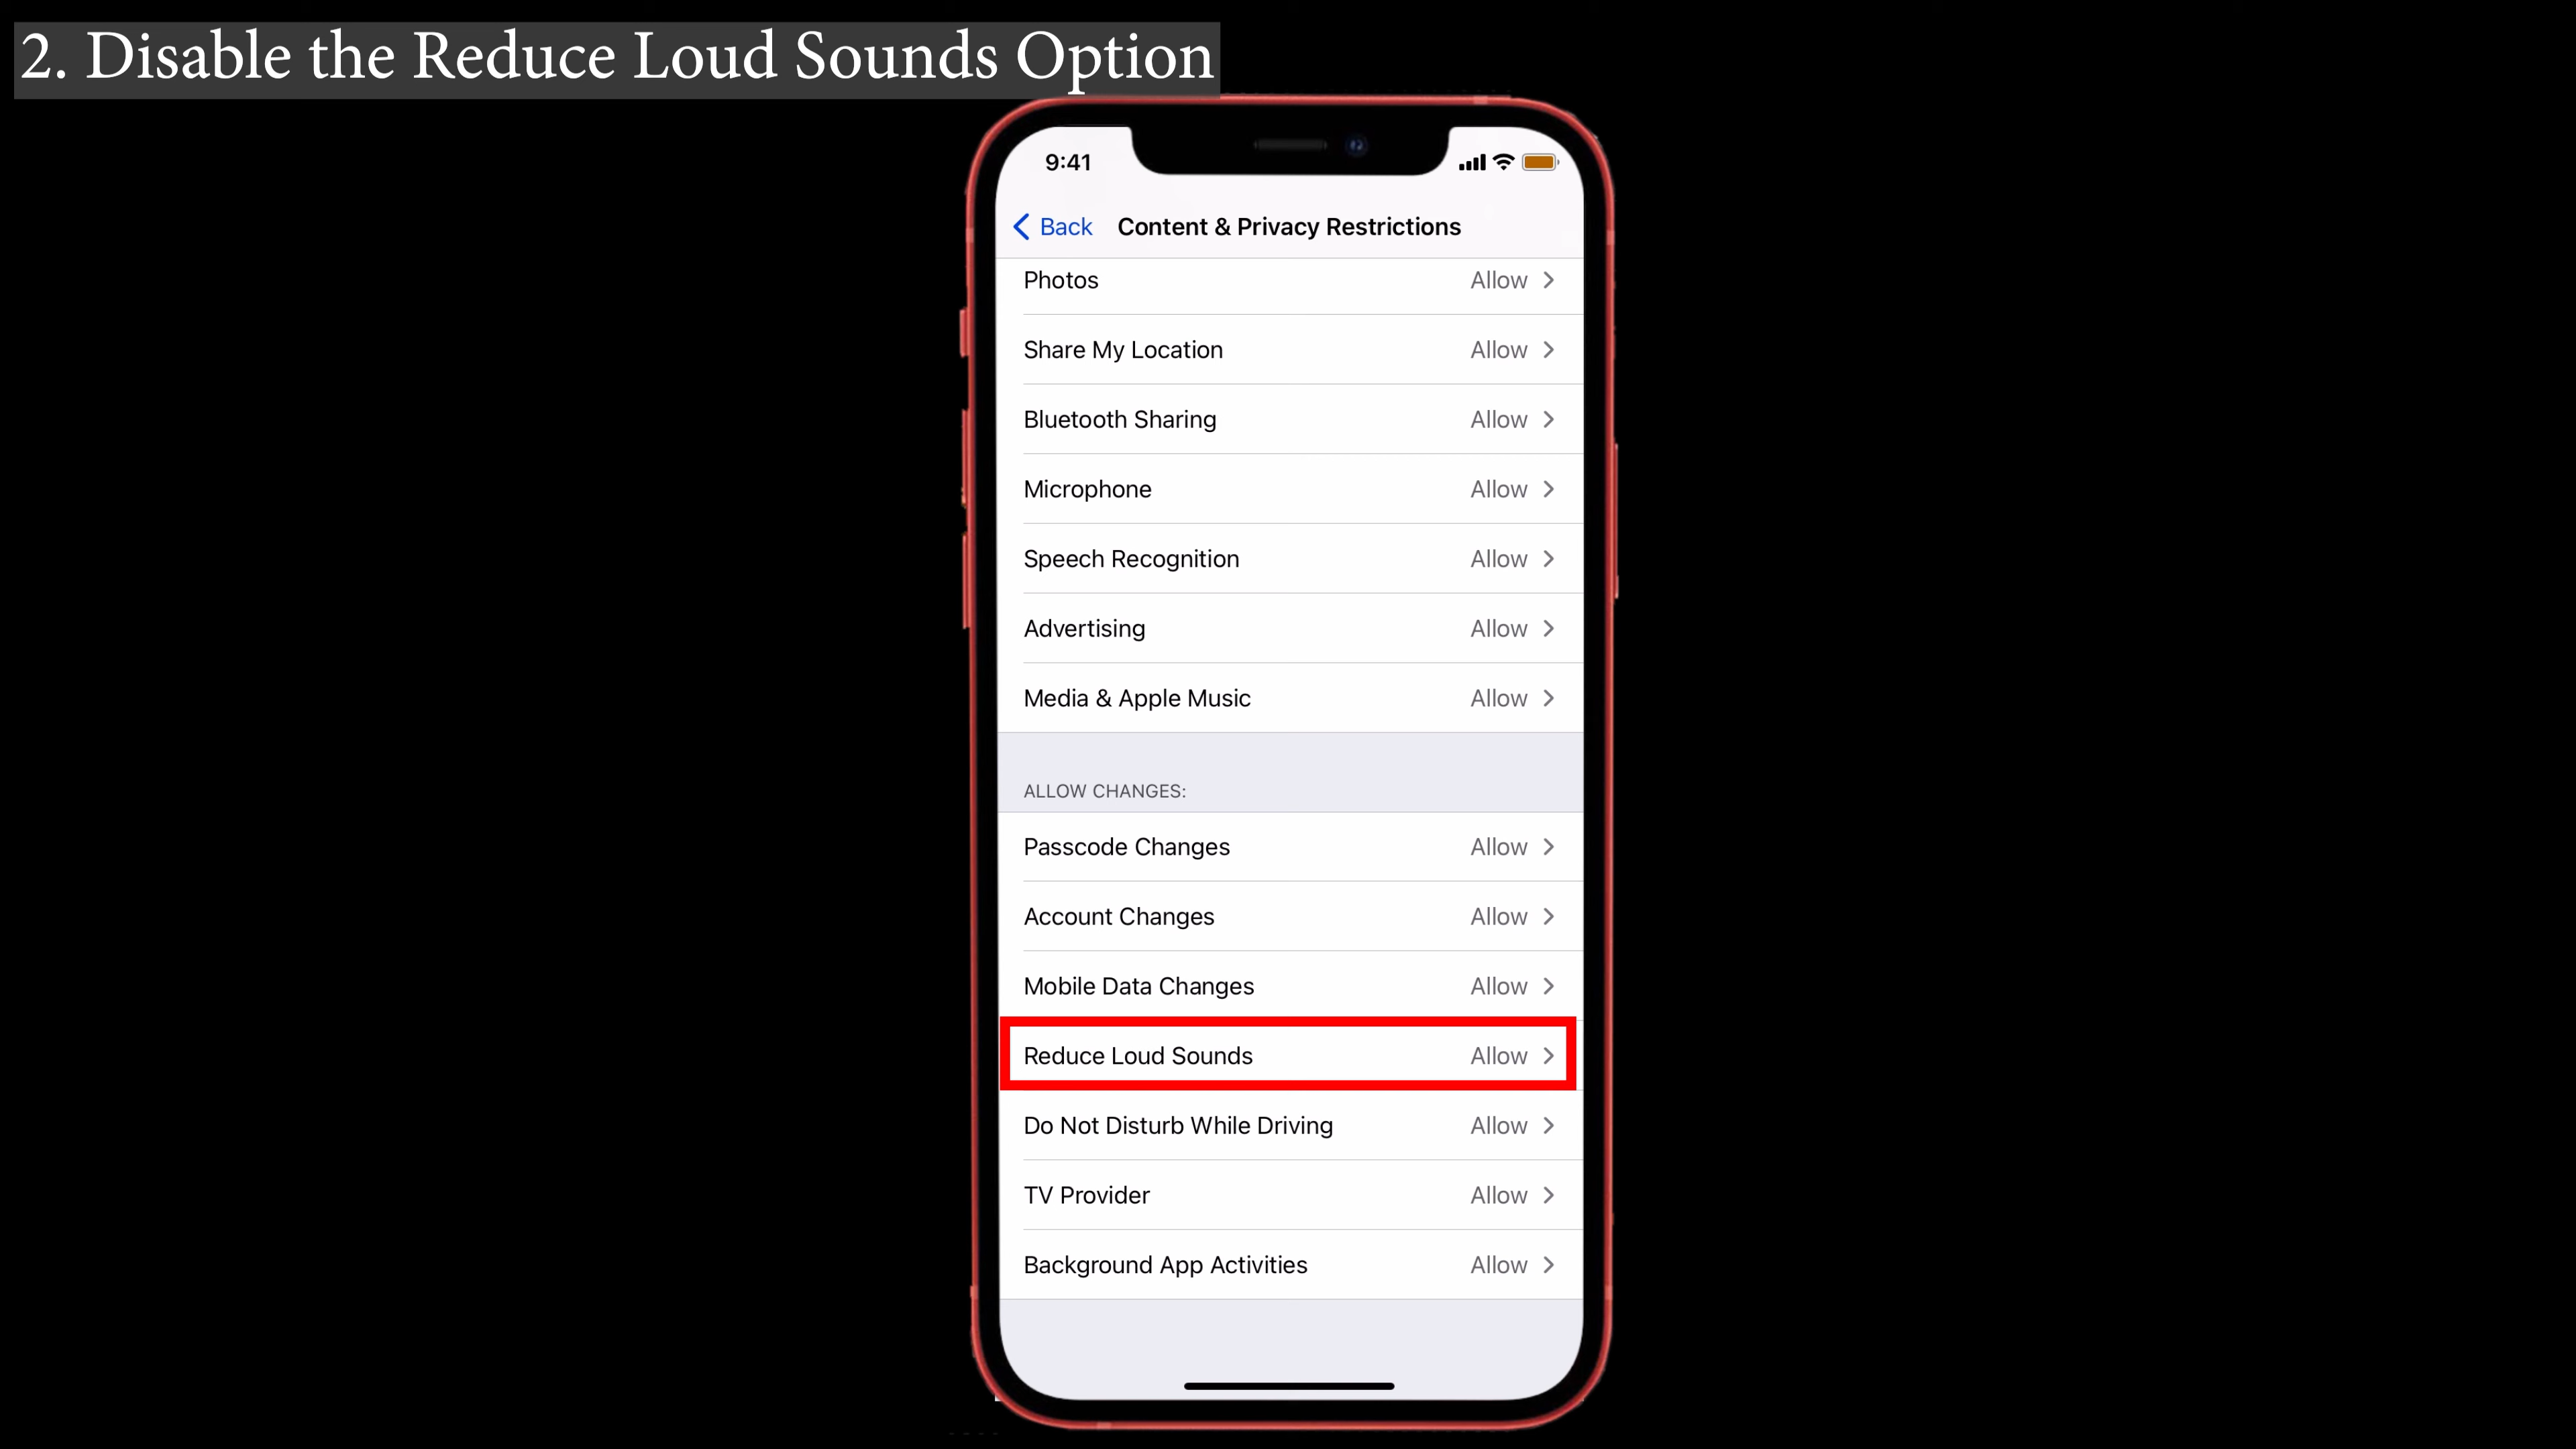 2. Disable the Reduce Loud Sounds Option
9:41
Back Content & Privacy Restrictions
Photos Allow
Share My Location Allow
Bluetooth Sharing Allow
Microphone Allow
Speech Recognition Allow
Advertising Allow
Media & Apple Music Allow
ALLOW CHANGES:
Passcode Changes Allow
Account Changes Allow
Mobile Data Changes Allow
Reduce Loud Sounds Allow
Do Not Disturb While Driving Allow
TV Provider Allow
Background App Activities Allow